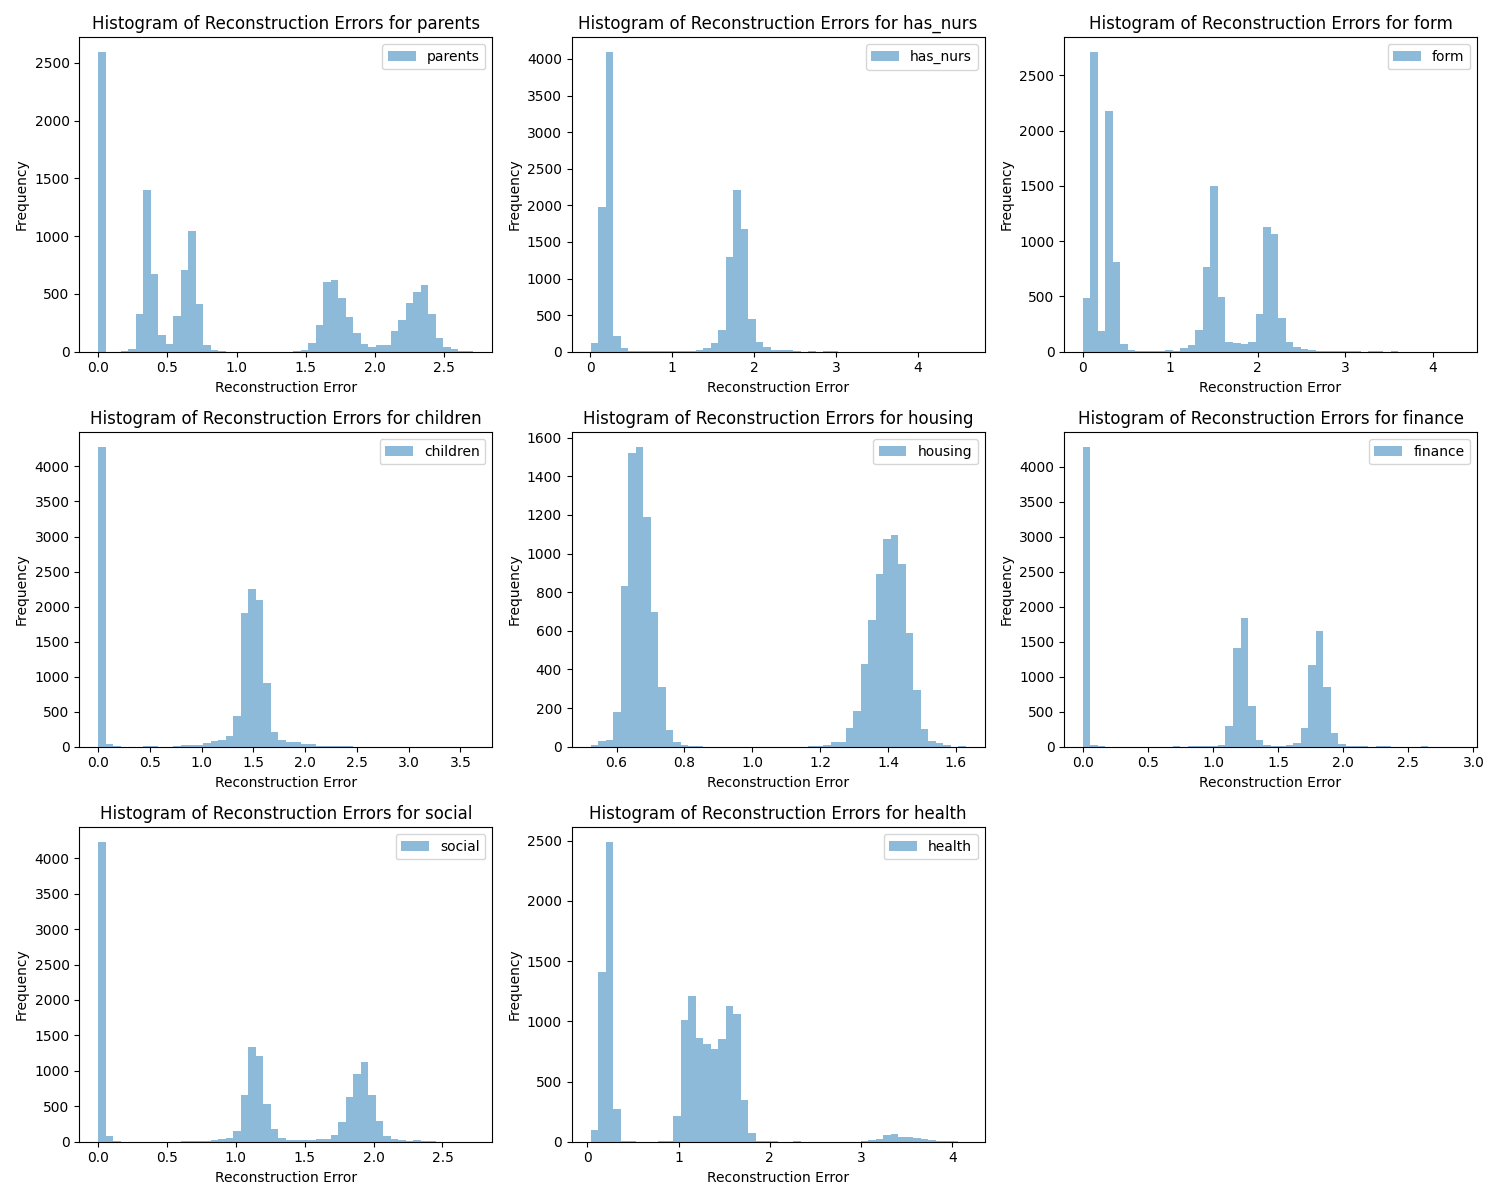 Histogram of Reconstruction Errors for parents
parents
2500
2000
1500
1000
500
0
Frequency
0.0 0.5 1.0 1.5 2.0 2.5
Reconstruction Error
Histogram of Reconstruction Errors for has_nurs
has_nurs
4000
3500
3000
2500
2000
1500
1000
500
0
Frequency
0 1 2 3 4
Reconstruction Error
Histogram of Reconstruction Errors for form
form
2500
2000
1500
1000
500
0
Frequency
0 1 2 3 4
Reconstruction Error
Histogram of Reconstruction Errors for children
children
4000
3500
3000
2500
2000
1500
1000
500
0
Frequency
0.0 0.5 1.0 1.5 2.0 2.5 3.0 3.5
Reconstruction Error
Histogram of Reconstruction Errors for housing
housing
1600
1400
1200
1000
800
600
400
200
0
Frequency
0.6 0.8 1.0 1.2 1.4 1.6
Reconstruction Error
Histogram of Reconstruction Errors for finance
finance
4000
3500
3000
2500
2000
1500
1000
500
0
Frequency
0.0 0.5 1.0 1.5 2.0 2.5 3.0
Reconstruction Error
Histogram of Reconstruction Errors for social
social
4000
3500
3000
2500
2000
1500
1000
500
0
Frequency
0.0 0.5 1.0 1.5 2.0 2.5
Reconstruction Error
Histogram of Reconstruction Errors for health
health
2500
2000
1500
1000
500
0
Frequency
0 1 2 3 4
Reconstruction Error